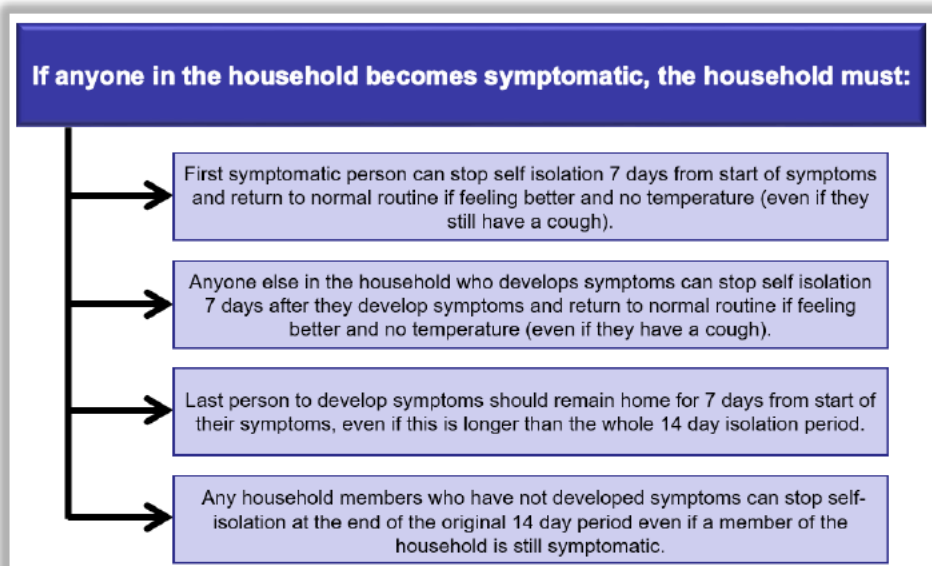 If anyone in the household becomes symptomatic, the household must:
First symptomatic person can stop self isolation 7 days from start of symptoms
and return to normal routine if feeling better and no temperature (even if they
still have a cough).
Anyone else in the household who develops symptoms can stop self isolation
7 days after they develop symptoms and return to normal routine if feeling
better and no temperature (even if they have a cough).
Last person to develop symptoms should remain home for 7 days from start of
their symptoms, even if this is longer than the whole 14 day isolation period.
Any household members who have not developed symptoms can stop self-
isolation at the end of the original 14 day period even if a member of the
household is still symptomatic.